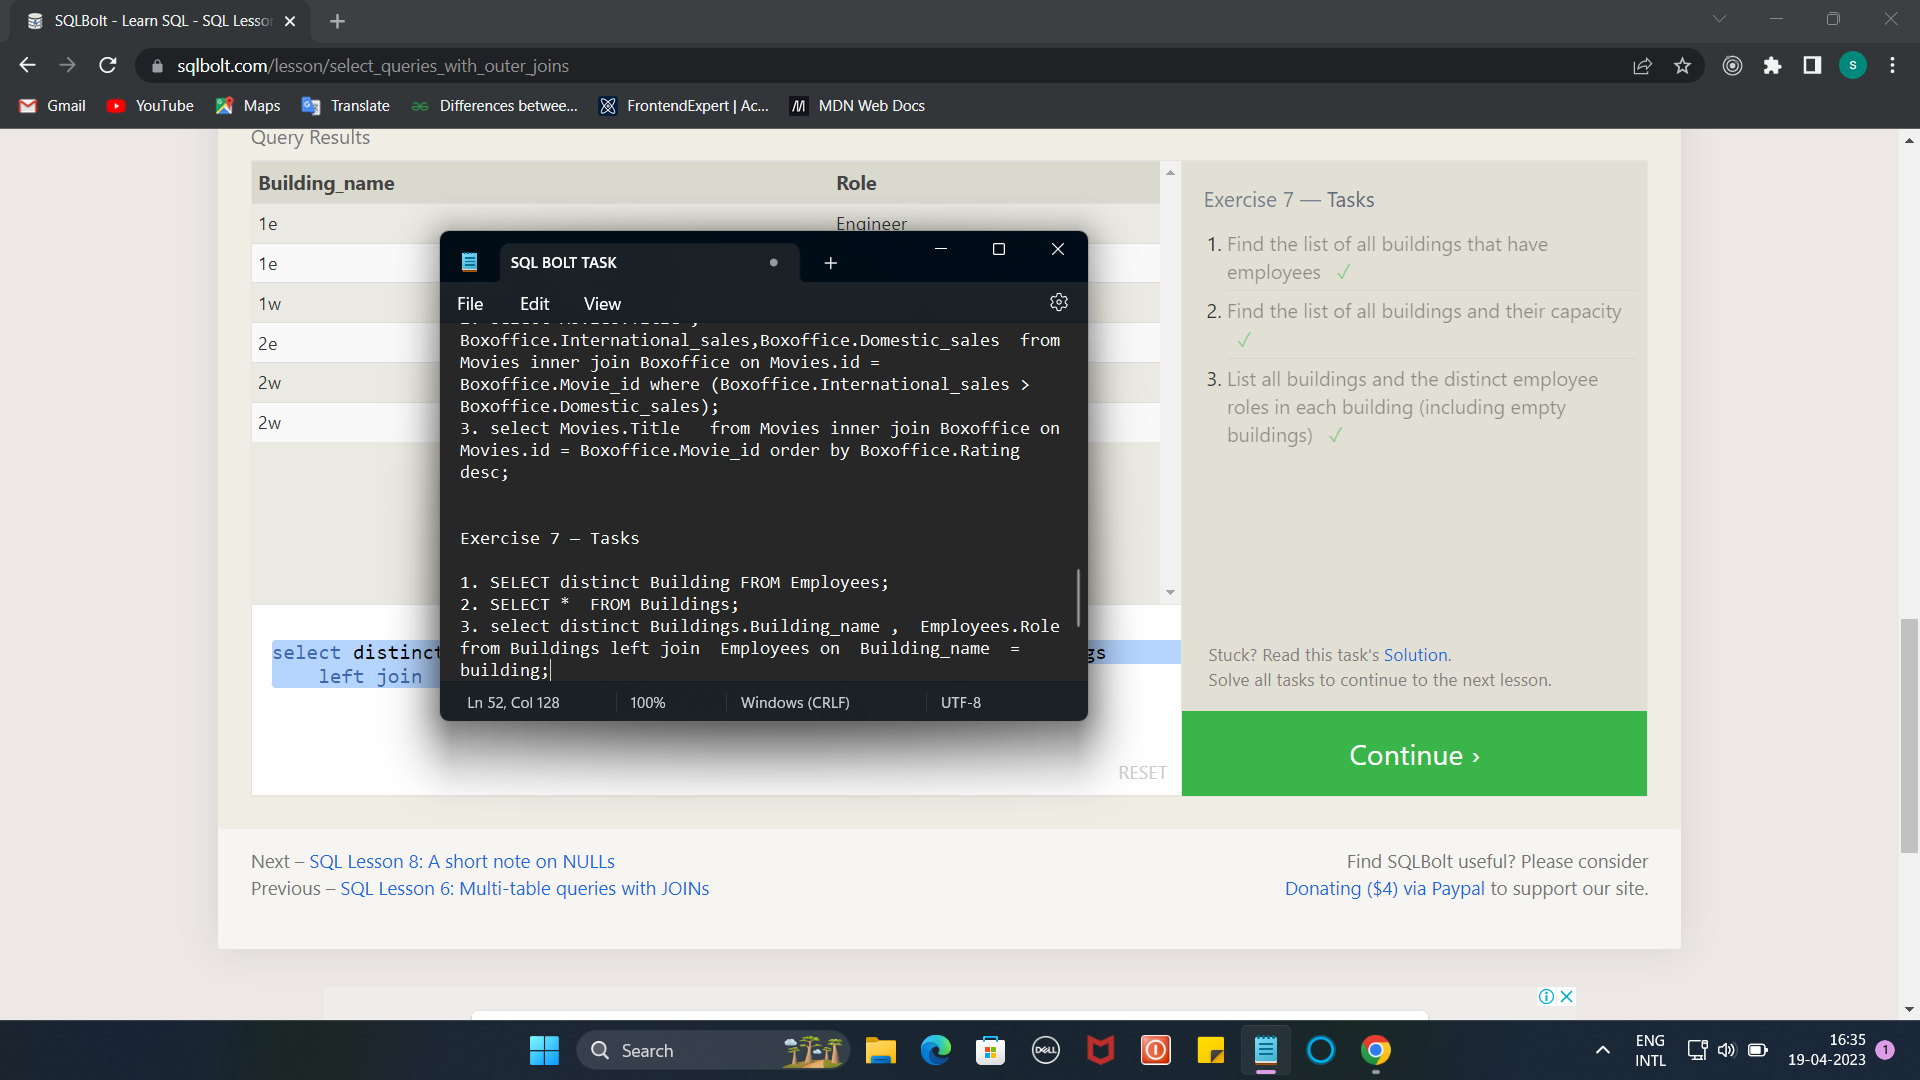 SQLBolt - Learn SQL - SQL Lesso
sqlbolt.com/lesson/select_queries_with_outer_joins
S
Gmail
YouTube
Maps
Translate
Differences betwee...
FrontendExpert | Ac...
MDN Web Docs
Query Results
Building_name Role
1e Engineer
1e
1w
2e
2w
2w
select distinct gs
left join
RESET
SQL BOLT TASK
File Edit View
Boxoffice.International_sales,Boxoffice.Domestic_sales  from
Movies inner join Boxoffice on Movies.id =
Boxoffice.Movie_id where (Boxoffice.International_sales >
Boxoffice.Domestic_sales);
3. select Movies.Title   from Movies inner join Boxoffice on
Movies.id = Boxoffice.Movie_id order by Boxoffice.Rating
desc;
Exercise 7 – Tasks
1. SELECT distinct Building FROM Employees;
2. SELECT *  FROM Buildings;
3. select distinct Buildings.Building_name ,  Employees.Role
from Buildings left join  Employees on  Building_name  =
building;
Ln 52, Col 128 100% Windows (CRLF) UTF-8
Exercise 7 — Tasks
1. Find the list of all buildings that have
employees ✓
2. Find the list of all buildings and their capacity
✓
3. List all buildings and the distinct employee
roles in each building (including empty
buildings) ✓
Stuck? Read this task's Solution.
Solve all tasks to continue to the next lesson.
Continue ›
Next – SQL Lesson 8: A short note on NULLs
Previous – SQL Lesson 6: Multi-table queries with JOINs
Find SQLBolt useful? Please consider
Donating ($4) via Paypal to support our site.
Search
DELL
ENG
INTL
16:35
19-04-2023
1